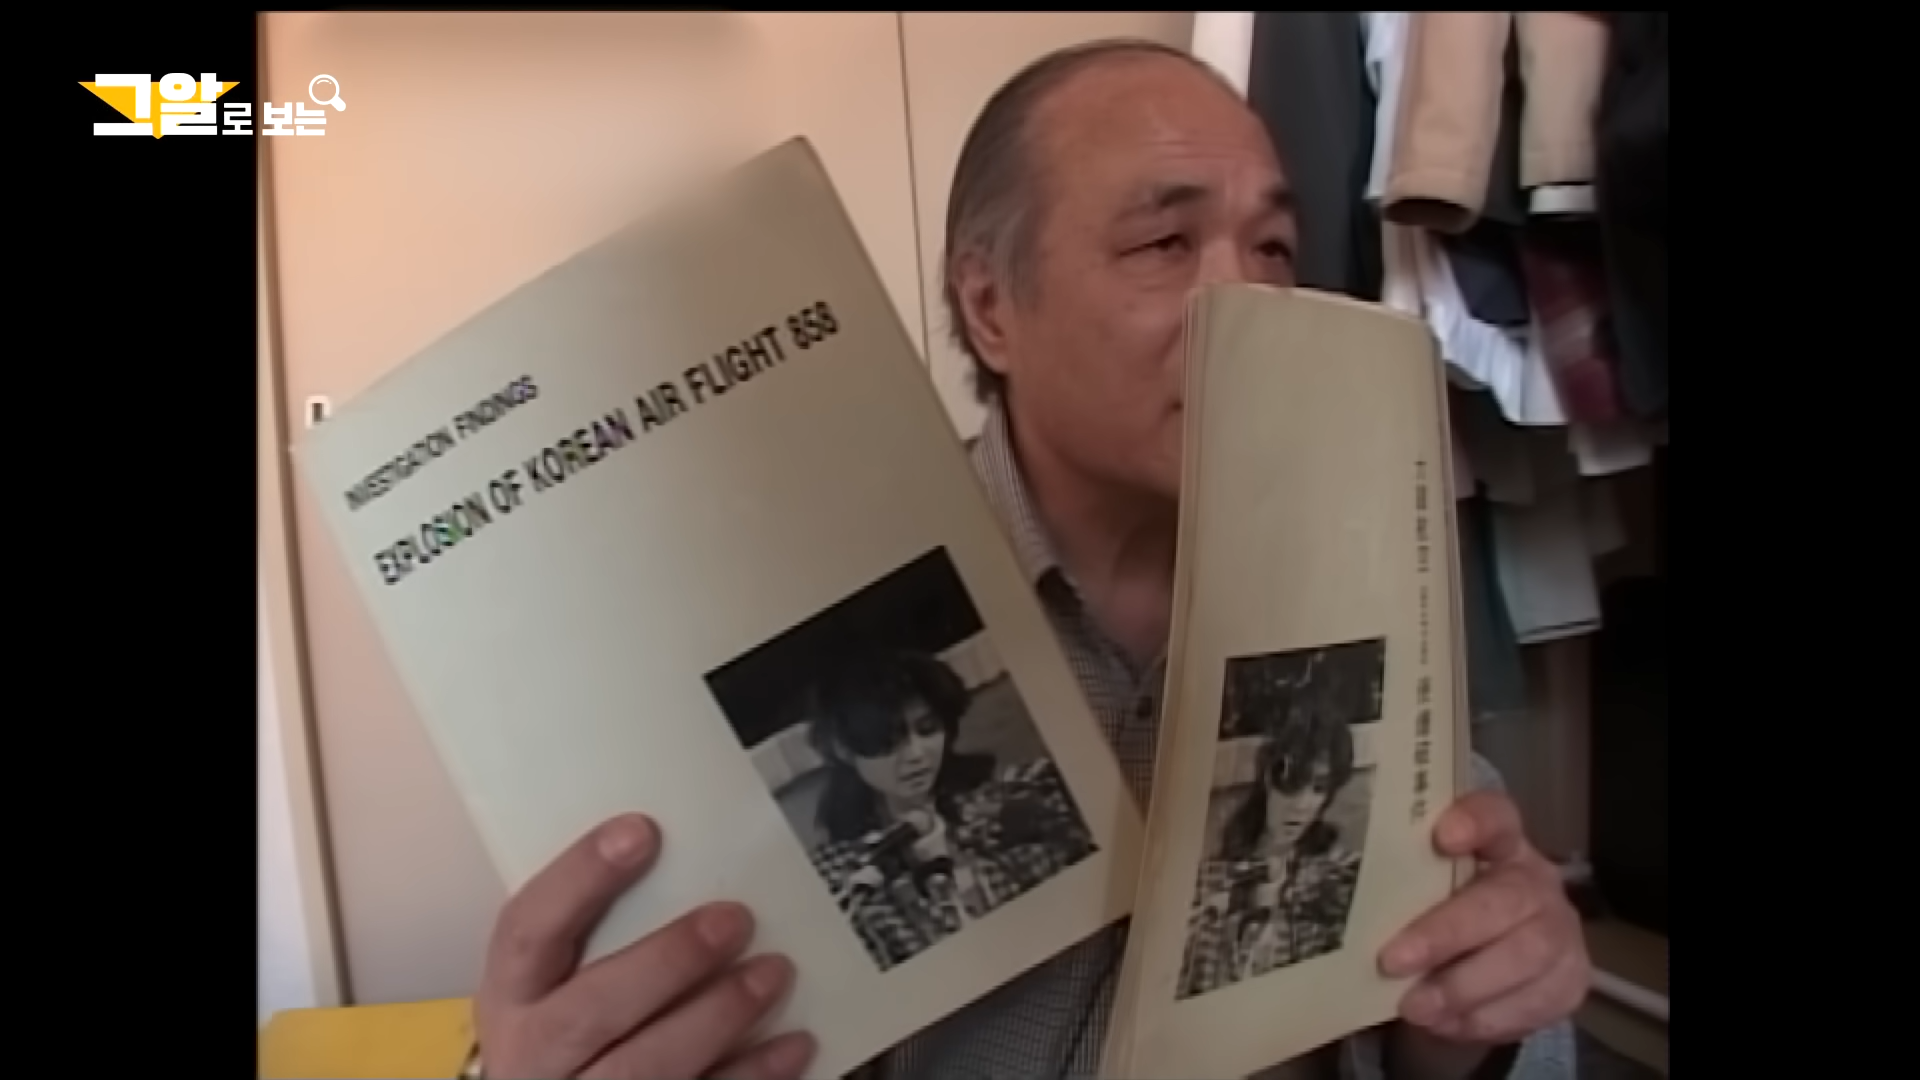 그알로 보는
INVESTIGATION FINDINGS
EXPLOSION OF KOREAN AIR FLIGHT 858